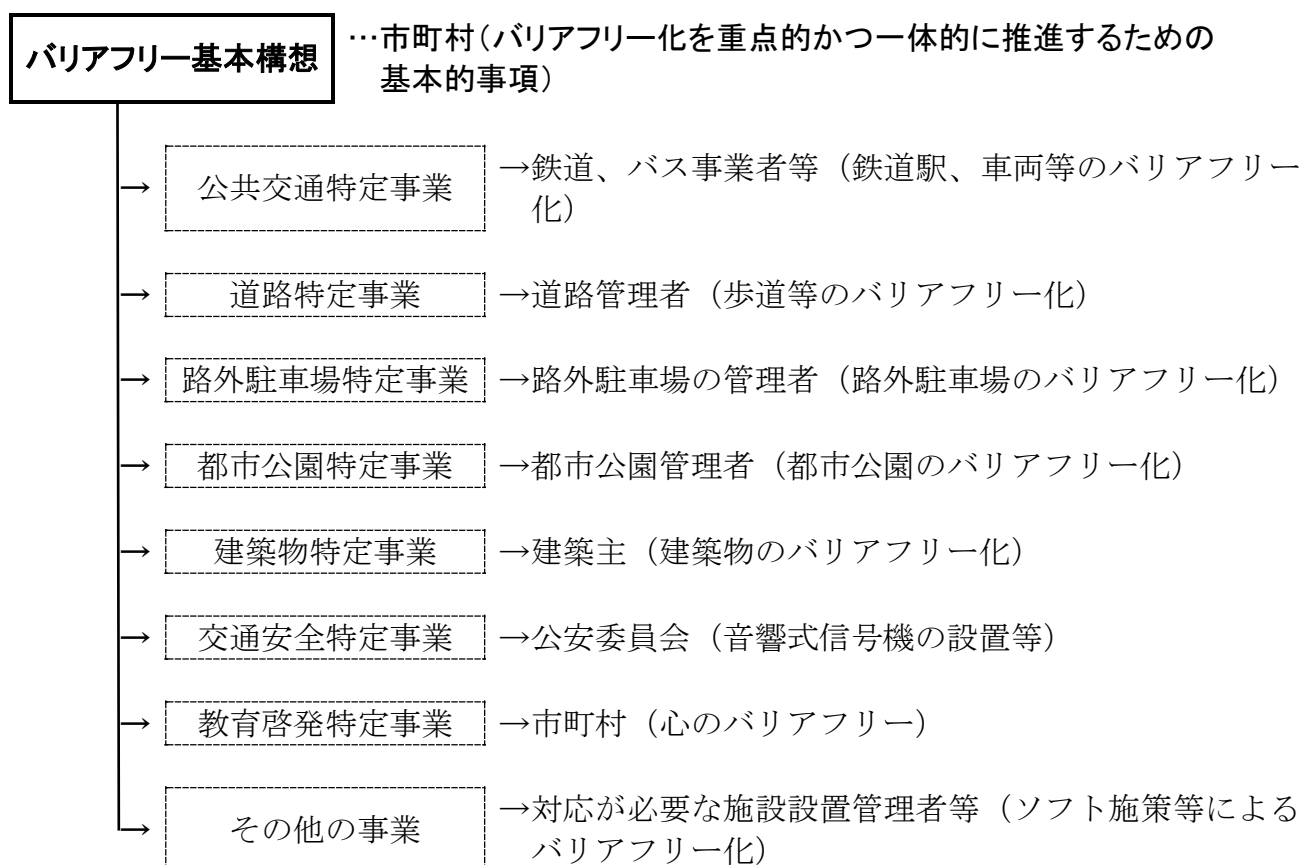 バリアフリー基本構想
…市町村（バリアフリー化を重点的かつ一体的に推進するための
基本的事項）
→ 公共交通特定事業 →鉄道、バス事業者等（鉄道駅、車両等のバリアフリー
化）
→ 道路特定事業 →道路管理者（歩道等のバリアフリー化）
→ 路外駐車場特定事業 →路外駐車場の管理者（路外駐車場のバリアフリー化）
→ 都市公園特定事業 →都市公園管理者（都市公園のバリアフリー化）
→ 建築物特定事業 →建築主（建築物のバリアフリー化）
→ 交通安全特定事業 →公安委員会（音響式信号機の設置等）
→ 教育啓発特定事業 →市町村（心のバリアフリー）
→ その他の事業 →対応が必要な施設設置管理者等（ソフト施策等による
バリアフリー化）